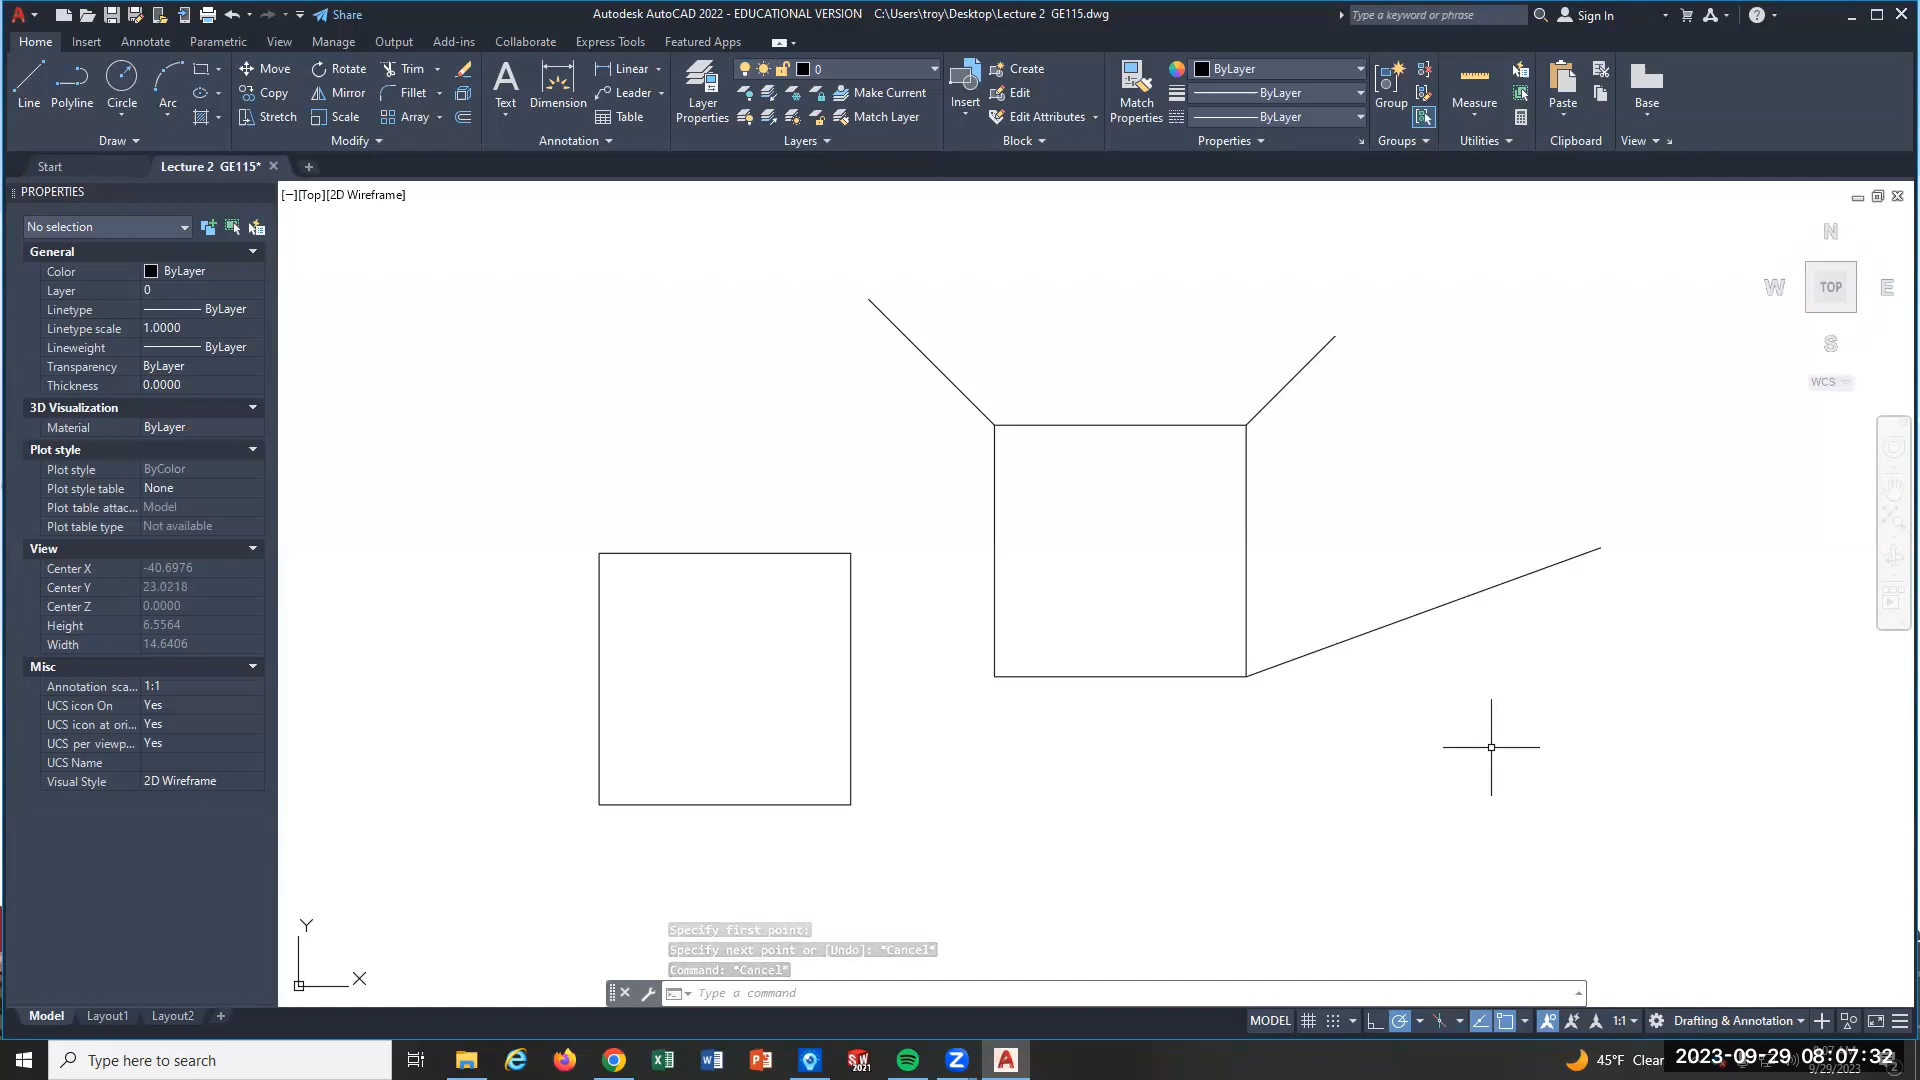 Share
Autodesk AutoCAD 2022 - EDUCATIONAL VERSION C:\Users\troy\Desktop\Lecture 2 GE115.dwg
Type a keyword or phrase
Sign In
Home Insert Annotate Parametric View Manage Output Add-ins Collaborate Express Tools Featured Apps
Line Polyline Circle Arc
Move Rotate Trim
Copy Mirror Fillet
Stretch Scale Array
Text Dimension
Linear
Leader
Table
Layer Properties
0
Make Current
Match Layer
Insert
Create
Edit
Edit Attributes
Match Properties
ByLayer
ByLayer
ByLayer
Group
Measure
Paste
Base
Draw Modify Annotation Layers Block Properties Groups Utilities Clipboard View
Start Lecture 2 GE115*
PROPERTIES
No selection
General
Color ByLayer
Layer 0
Linetype ByLayer
Linetype scale 1.0000
Lineweight ByLayer
Transparency ByLayer
Thickness 0.0000
3D Visualization
Material ByLayer
Plot style
Plot style ByColor
Plot style table None
Plot table attac... Model
Plot table type Not available
View
Center X -40.6976
Center Y 23.0218
Center Z 0.0000
Height 6.5564
Width 14.6406
Misc
Annotation sca... 1:1
UCS icon On Yes
UCS icon at ori... Yes
UCS per viewp... Yes
UCS Name
Visual Style 2D Wireframe
[−][Top][2D Wireframe]
N
W TOP E
S
WCS
Y
X
Specify first point:
Specify next point or [Undo]: *Cancel*
Command: *Cancel*
Type a command
Model Layout1 Layout2 +
MODEL 1:1 Drafting & Annotation
Type here to search
SW 2021
45°F Clear
2023-09-29 08:07:32
9/29/2023